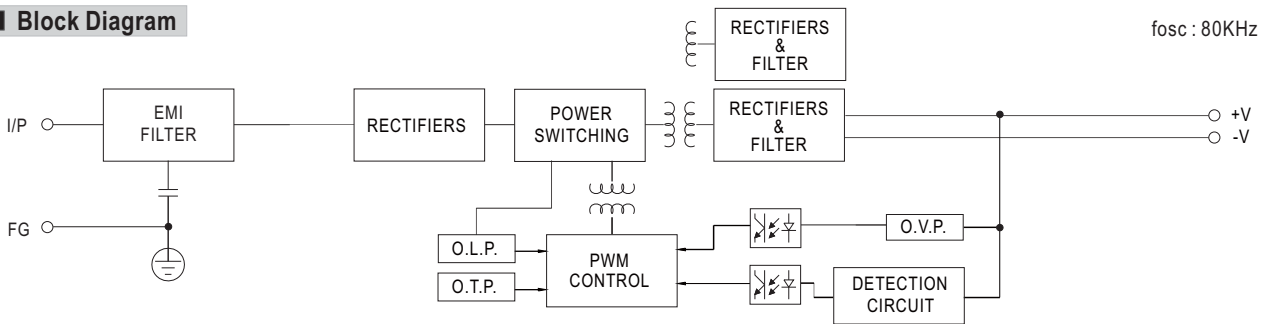 Block Diagram
fosc : 80KHz
RECTIFIERS
&
FILTER
I/P
EMI
FILTER
RECTIFIERS
POWER
SWITCHING
RECTIFIERS
&
FILTER
+V
-V
FG
O.L.P.
O.T.P.
PWM
CONTROL
O.V.P.
DETECTION
CIRCUIT